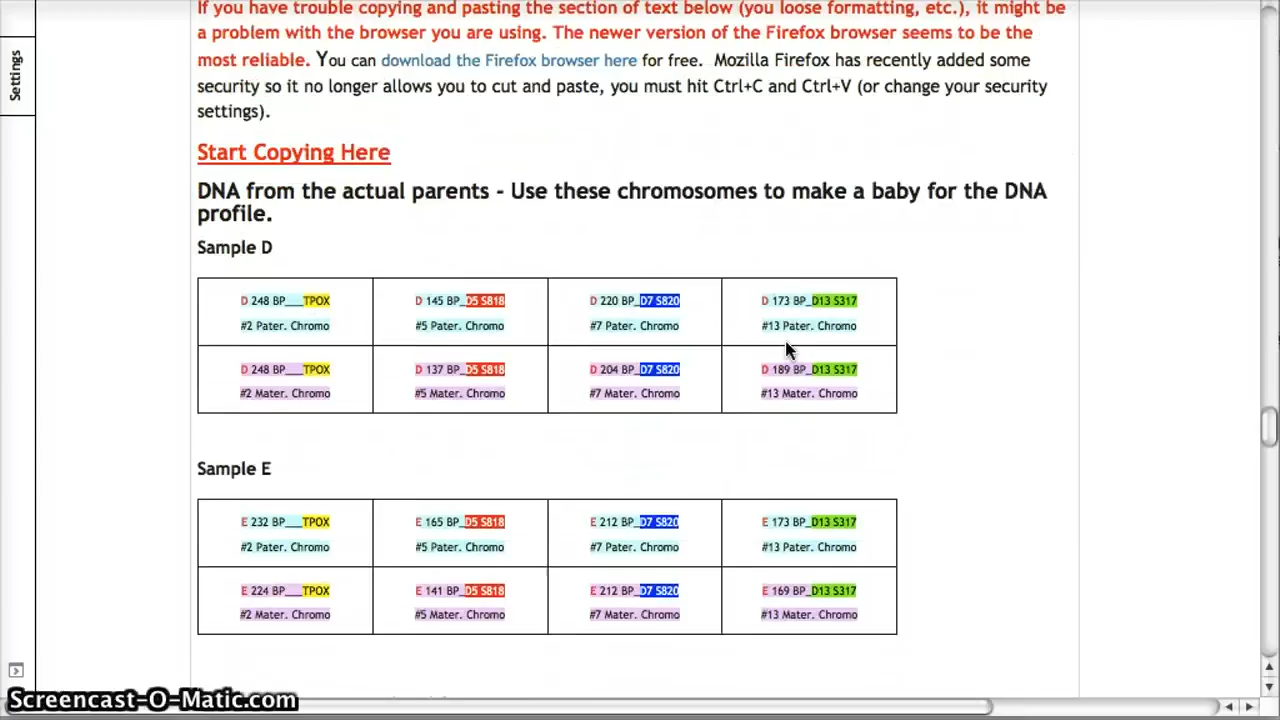 If you have trouble copying and pasting the section of text below (you loose formatting, etc.), it might be
a problem with the browser you are using. The newer version of the Firefox browser seems to be the
most reliable. You can download the Firefox browser here for free. Mozilla Firefox has recently added some
security so it no longer allows you to cut and paste, you must hit Ctrl+C and Ctrl+V (or change your security
settings).
Settings
Start Copying Here
DNA from the actual parents - Use these chromosomes to make a baby for the DNA
profile.
Sample D
D 248 BP___TPOX D 145 BP_D5 S818 D 220 BP_D7 S820 D 173 BP_D13 S317
#2 Pater. Chromo #5 Pater. Chromo #7 Pater. Chromo #13 Pater. Chromo
D 248 BP___TPOX D 137 BP_D5 S818 D 204 BP_D7 S820 D 189 BP_D13 S317
#2 Mater. Chromo #5 Mater. Chromo #7 Mater. Chromo #13 Mater. Chromo
Sample E
E 232 BP___TPOX E 165 BP_D5 S818 E 212 BP_D7 S820 E 173 BP_D13 S317
#2 Pater. Chromo #5 Pater. Chromo #7 Pater. Chromo #13 Pater. Chromo
E 224 BP___TPOX E 141 BP_D5 S818 E 212 BP_D7 S820 E 169 BP_D13 S317
#2 Mater. Chromo #5 Mater. Chromo #7 Mater. Chromo #13 Mater. Chromo
Screencast-O-Matic.com